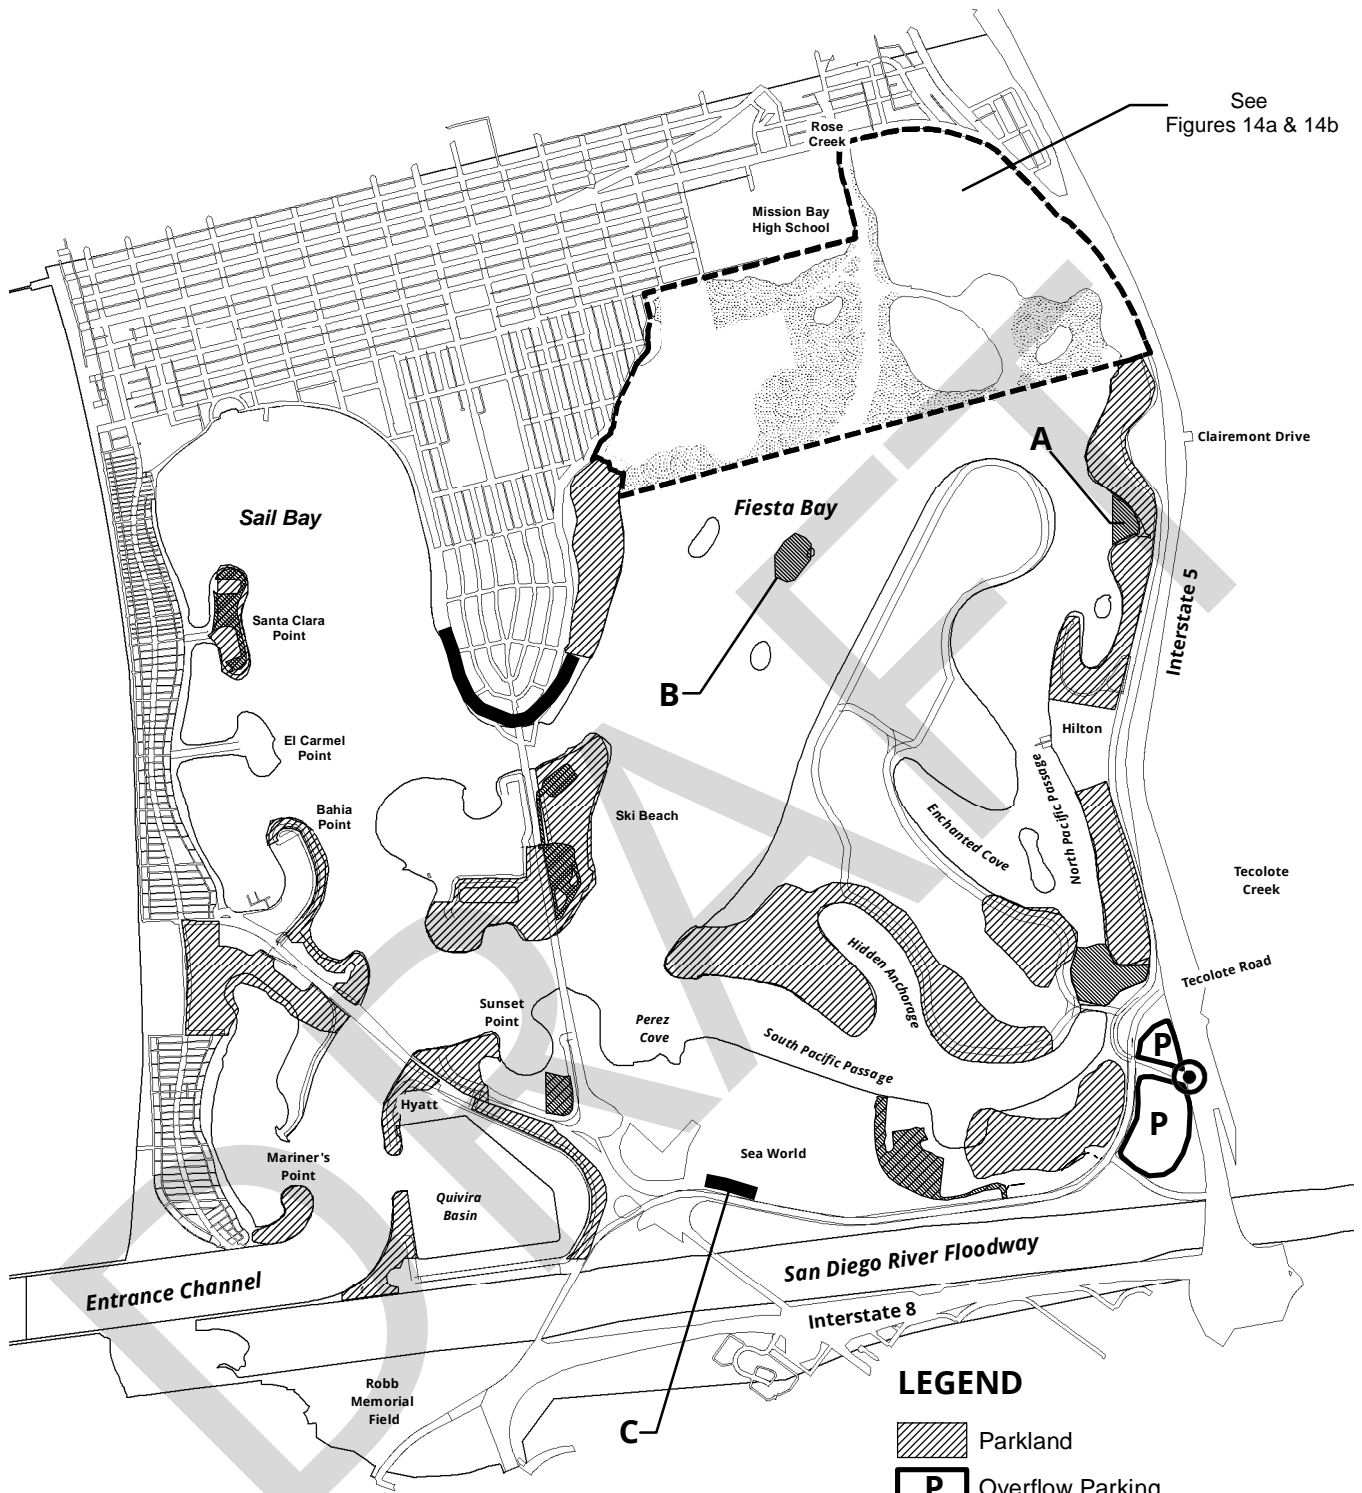 See
Figures 14a & 14b
Rose
Creek
Mission Bay
High School
A
Clairemont Drive
Sail Bay
Fiesta Bay
Interstate 5
Santa Clara
Point
B
Hilton
El Carmel
Point
North Pacific Passage
Bahia
Point
Ski Beach
Enchanted Cove
Tecolote
Creek
Hidden Anchorage
Tecolote Road
Sunset
Point
Perez
Cove
South Pacific Passage
P
Hyatt
P
Mariner's
Point
Sea World
Quivira
Basin
San Diego River Floodway
Entrance Channel
Interstate 8
Robb
Memorial
Field
C
DRAFT
LEGEND
Parkland
P Overflow Parking